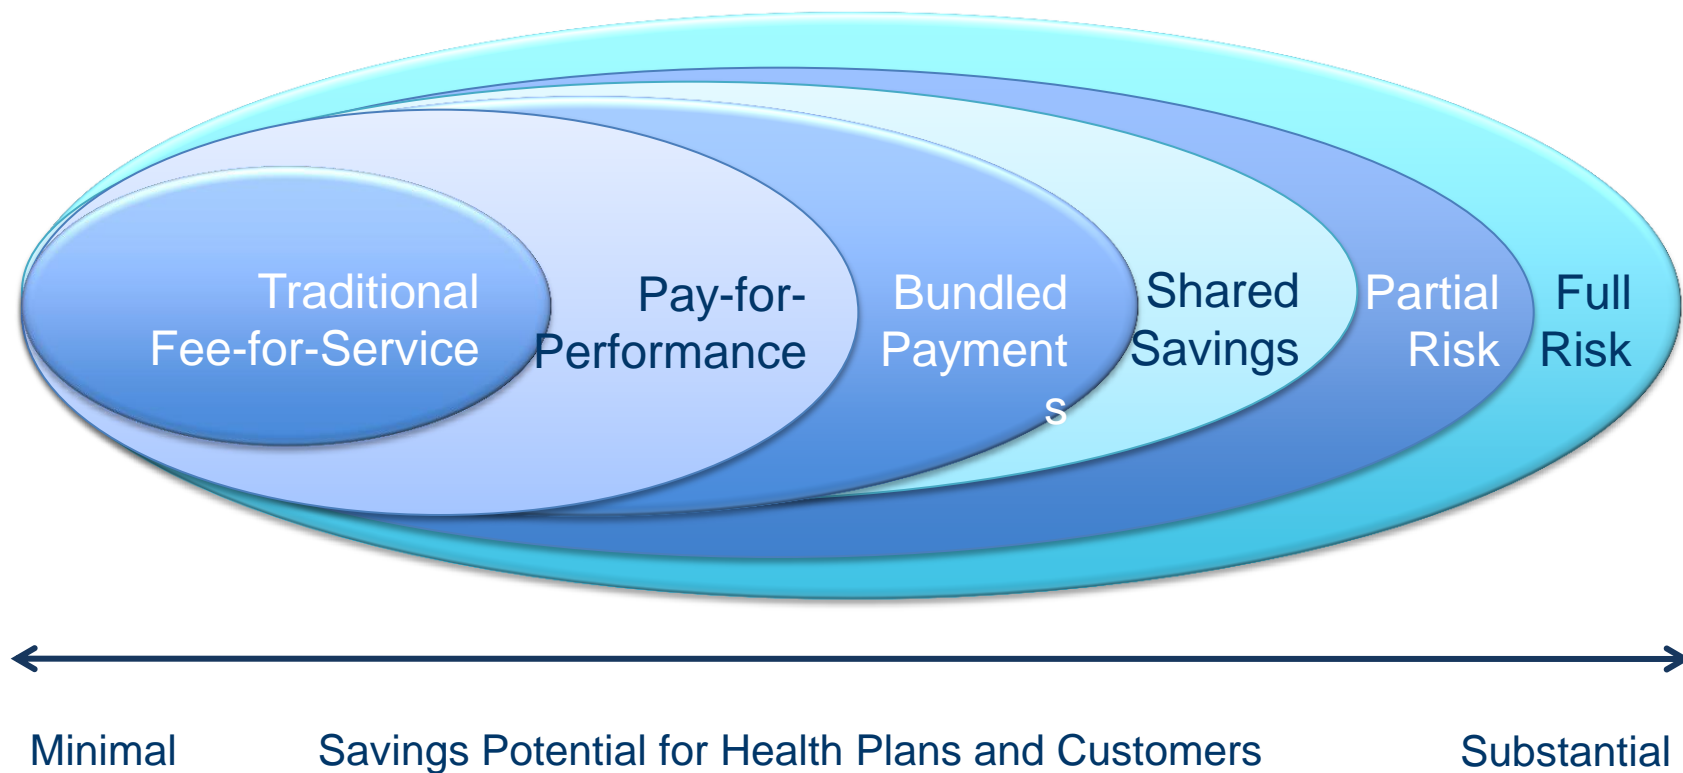 Traditional
Fee-for-Service
Pay-for-
Performance
Bundled
Payment
s
Shared
Savings
Partial
Risk
Full
Risk
Minimal
Savings Potential for Health Plans and Customers
Substantial